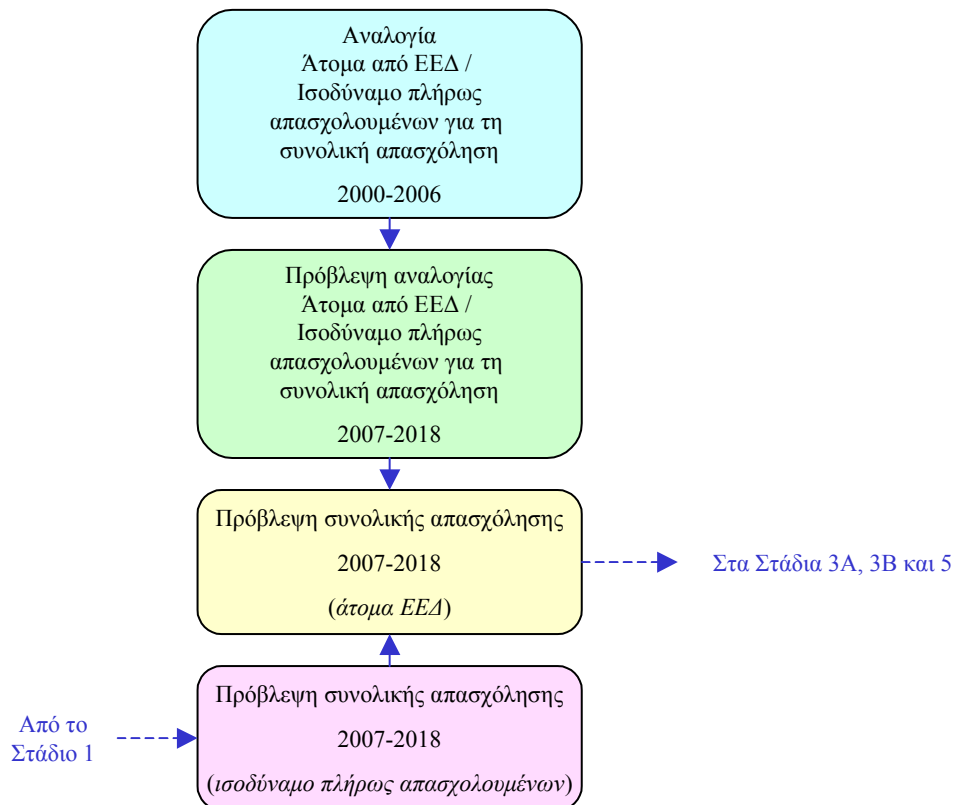 Αναλογία
Άτομα από ΕΕΔ /
Ισοδύναμο πλήρως
απασχολουμένων για τη
συνολική απασχόληση
2000-2006
Πρόβλεψη αναλογίας
Άτομα από ΕΕΔ /
Ισοδύναμο πλήρως
απασχολουμένων για τη
συνολική απασχόληση
2007-2018
Πρόβλεψη συνολικής απασχόλησης
2007-2018
(άτομα ΕΕΔ)
Στα Στάδια 3Α, 3Β και 5
Πρόβλεψη συνολικής απασχόλησης
2007-2018
(ισοδύναμο πλήρως απασχολουμένων)
Από το
Στάδιο 1